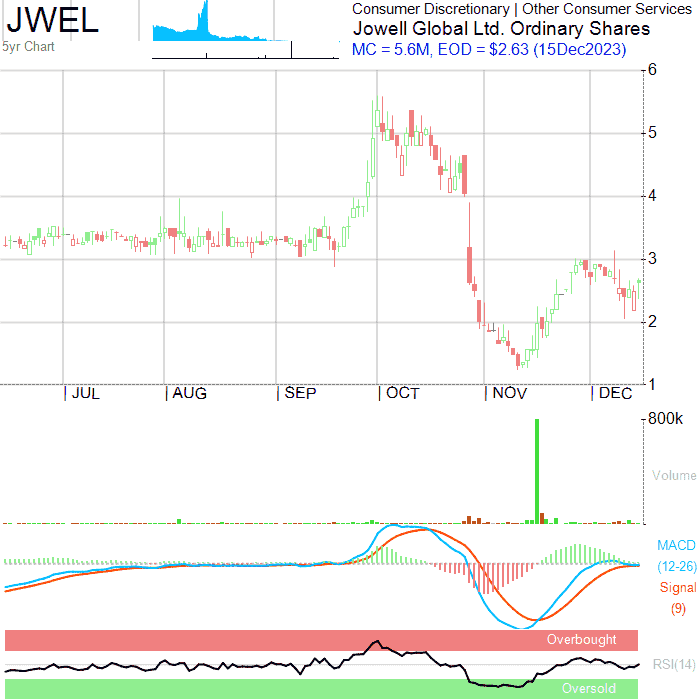 JWEL
5yr Chart
Consumer Discretionary | Other Consumer Services
Jowell Global Ltd. Ordinary Shares
MC = 5.6M, EOD = $2.63 (15Dec2023)
6
5
4
3
2
1
| JUL | AUG | SEP | OCT | NOV | DEC
800k
Volume
MACD
(12-26)
Signal
(9)
Overbought
RSI(14)
Oversold